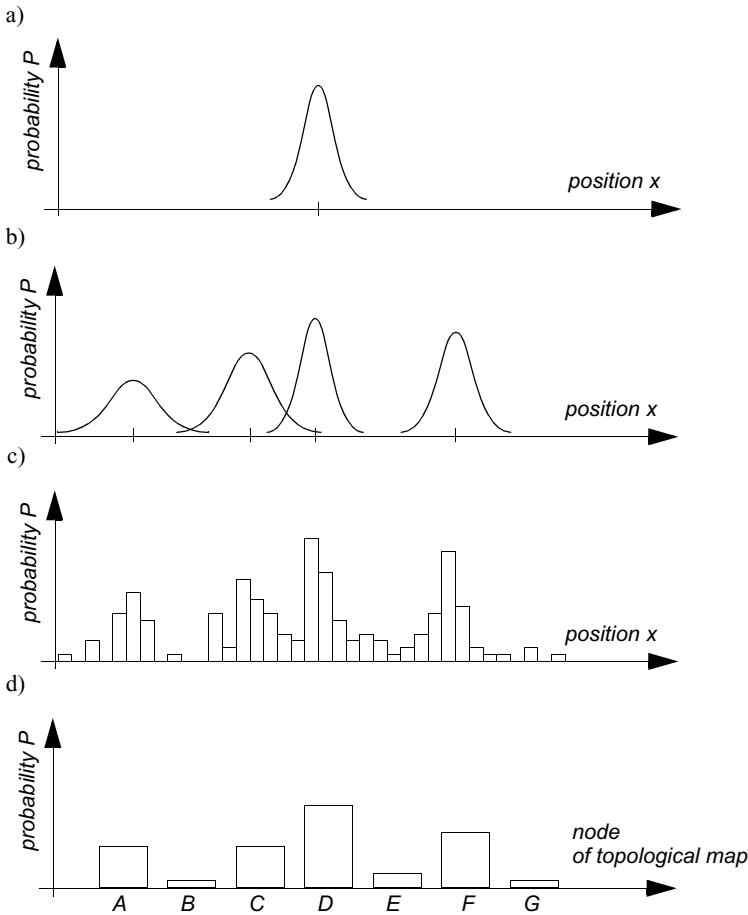 a)
probability P
position x
b)
probability P
position x
c)
probability P
position x
d)
probability P
node
of topological map
A B C D E F G